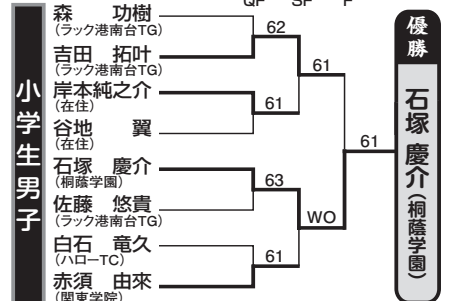 QF SF F
小学生男子
森 功樹
(ラック港南台TG)
吉田 拓叶
(ラック港南台TG)
岸本純之介
(在住)
谷地 翼
(在住)
石塚 慶介
(桐蔭学園)
佐藤 悠貴
(ラック港南台TG)
白石 竜久
(ハローTC)
赤須 由來
(関東学院)
62
61
63
61
61
WO
61
優勝
石塚 慶介(桐蔭学園)